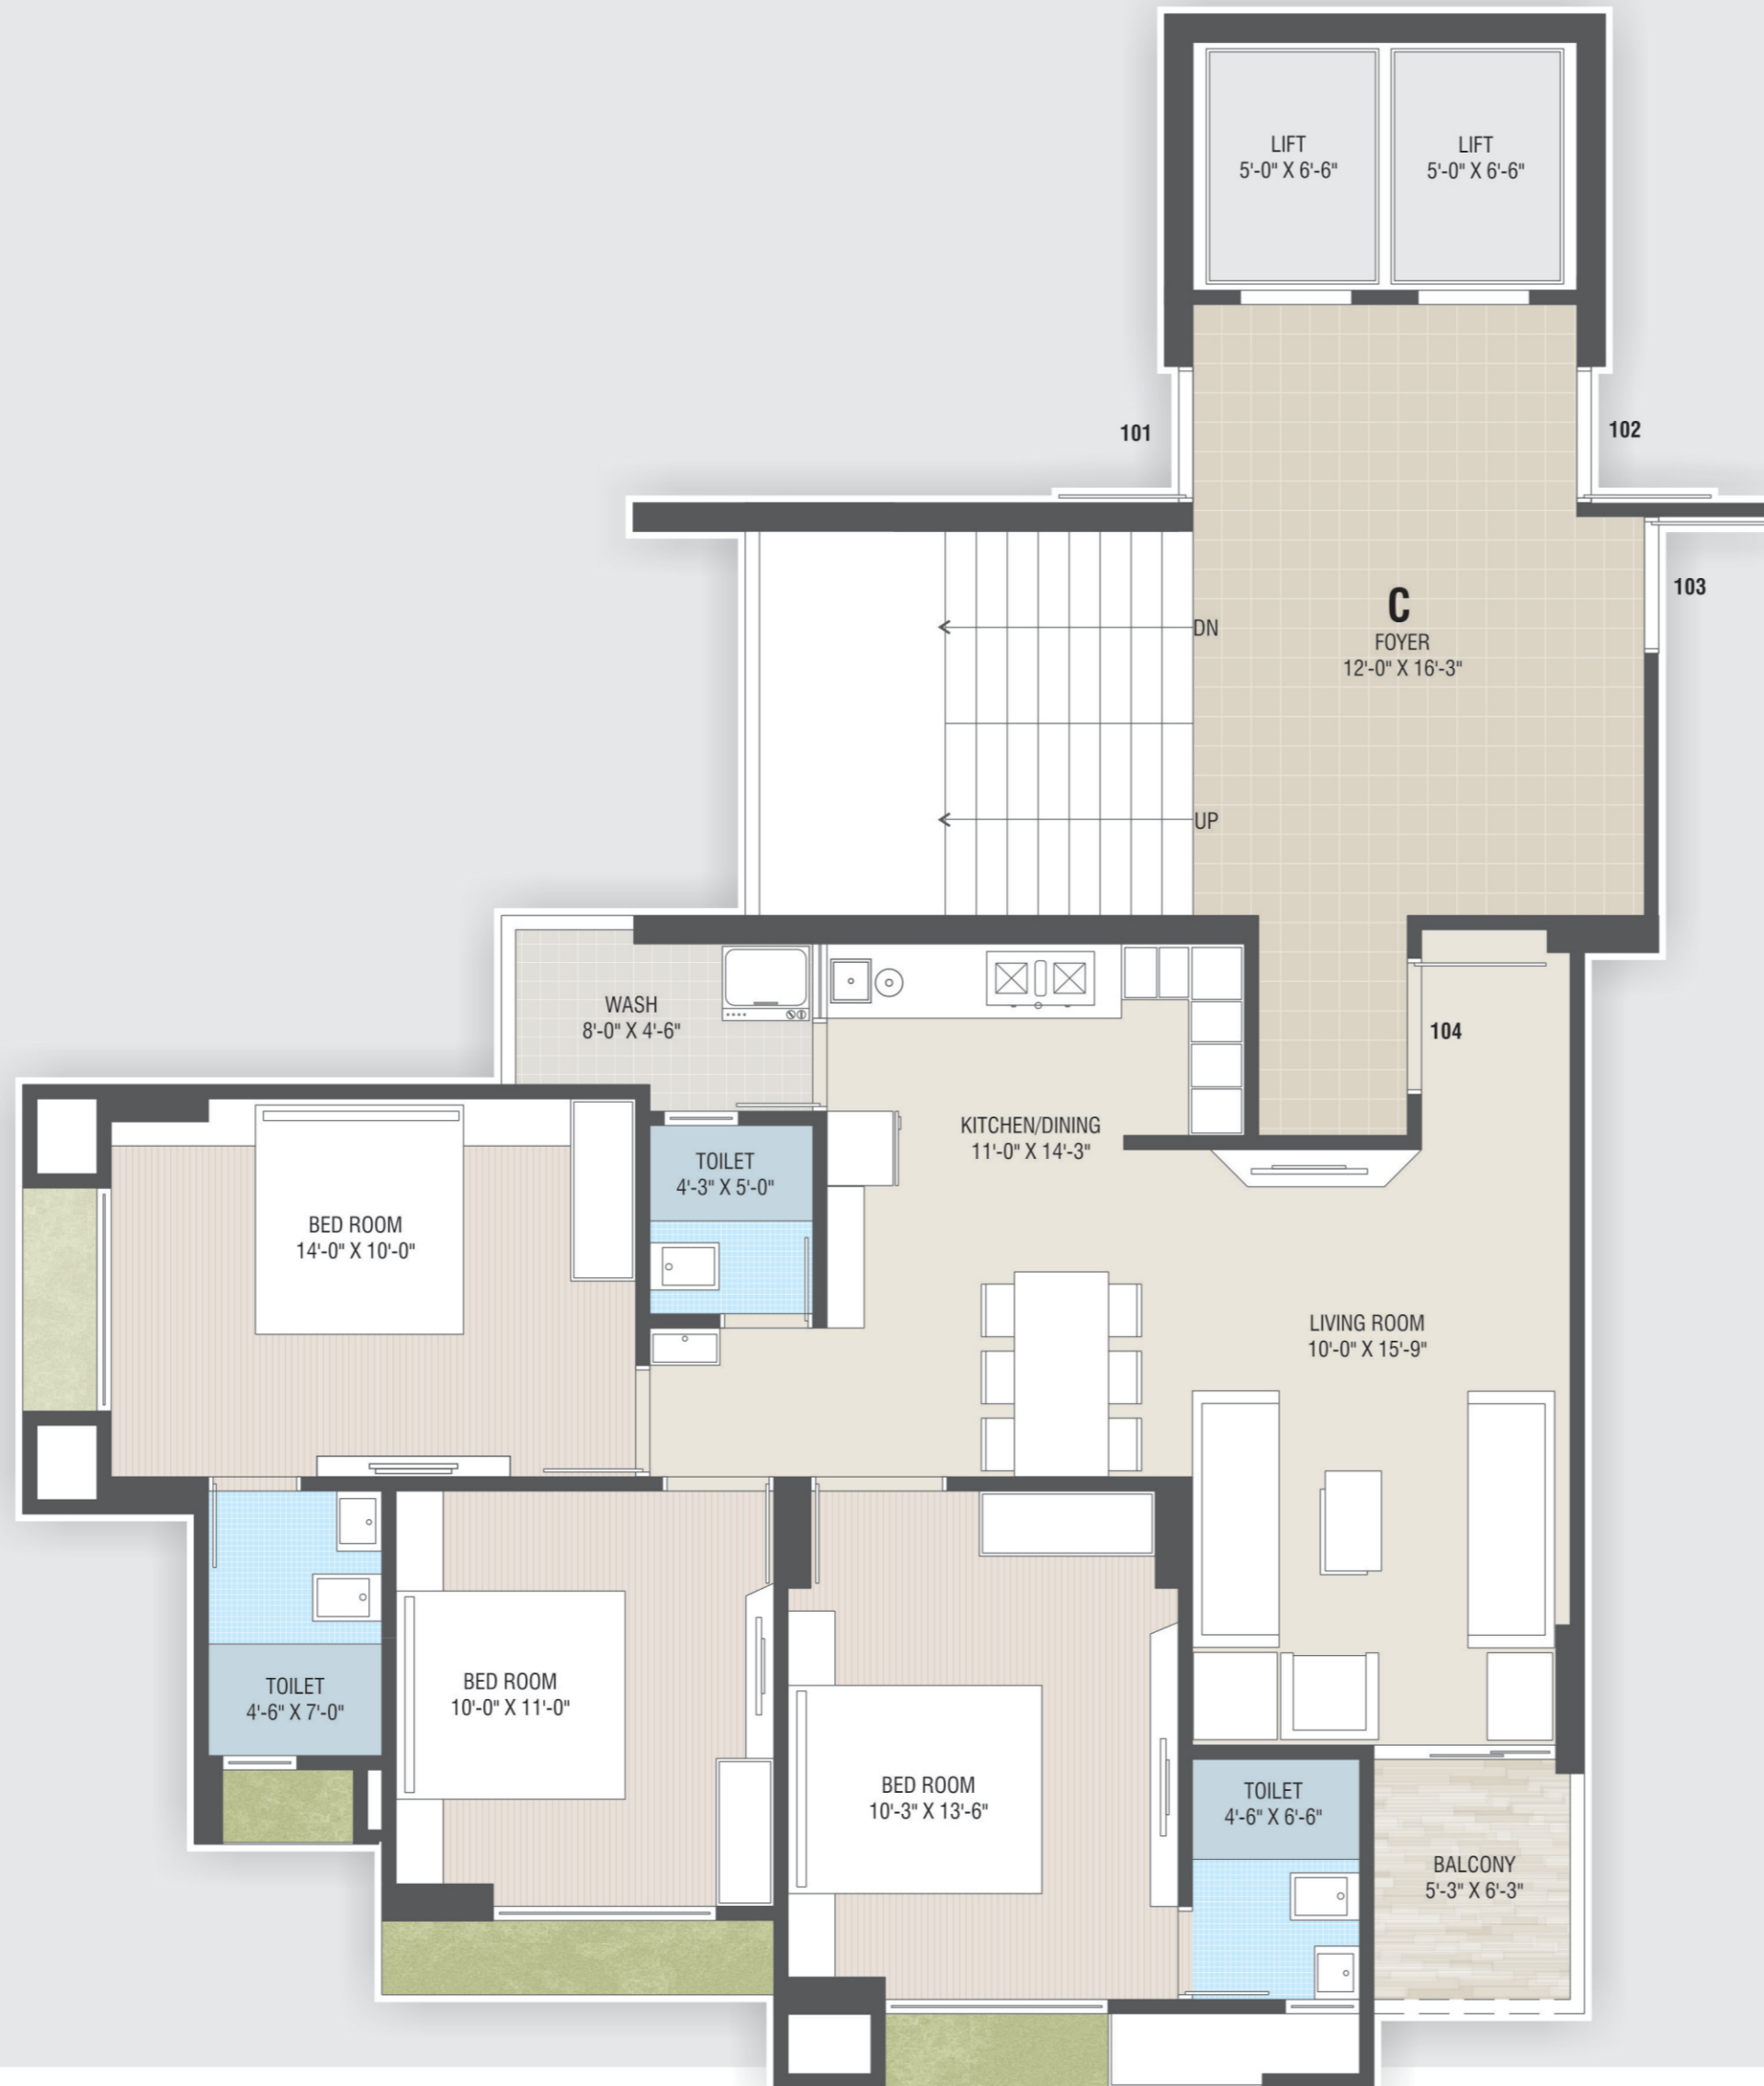 LIFT
5'-0" X 6'-6"
LIFT
5'-0" X 6'-6"
101
102
103
C
FOYER
12'-0" X 16'-3"
DN
UP
WASH
8'-0" X 4'-6"
104
KITCHEN/DINING
11'-0" X 14'-3"
TOILET
4'-3" X 5'-0"
BED ROOM
14'-0" X 10'-0"
LIVING ROOM
10'-0" X 15'-9"
TOILET
4'-6" X 7'-0"
BED ROOM
10'-0" X 11'-0"
BED ROOM
10'-3" X 13'-6"
TOILET
4'-6" X 6'-6"
BALCONY
5'-3" X 6'-3"